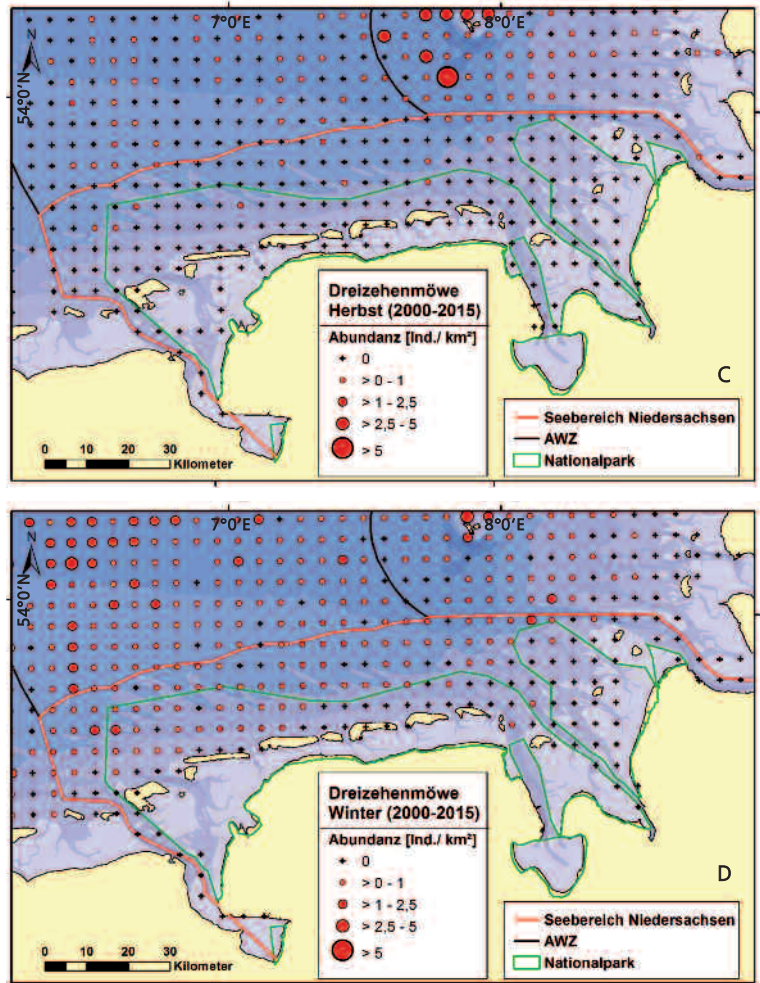 7°0'E 8°0'E
N
54°0'N
Dreizehenmöwe
Herbst (2000-2015)
Abundanz [Ind./ km²]
0
> 0 - 1
> 1 - 2,5
> 2,5 - 5
> 5
C
Seebereich Niedersachsen
AWZ
Nationalpark
0 5 10 20 30
Kilometer
7°0'E 8°0'E
N
54°0'N
Dreizehenmöwe
Winter (2000-2015)
Abundanz [Ind./ km²]
0
> 0 - 1
> 1 - 2,5
> 2,5 - 5
> 5
D
Seebereich Niedersachsen
AWZ
Nationalpark
0 5 10 20 30
Kilometer